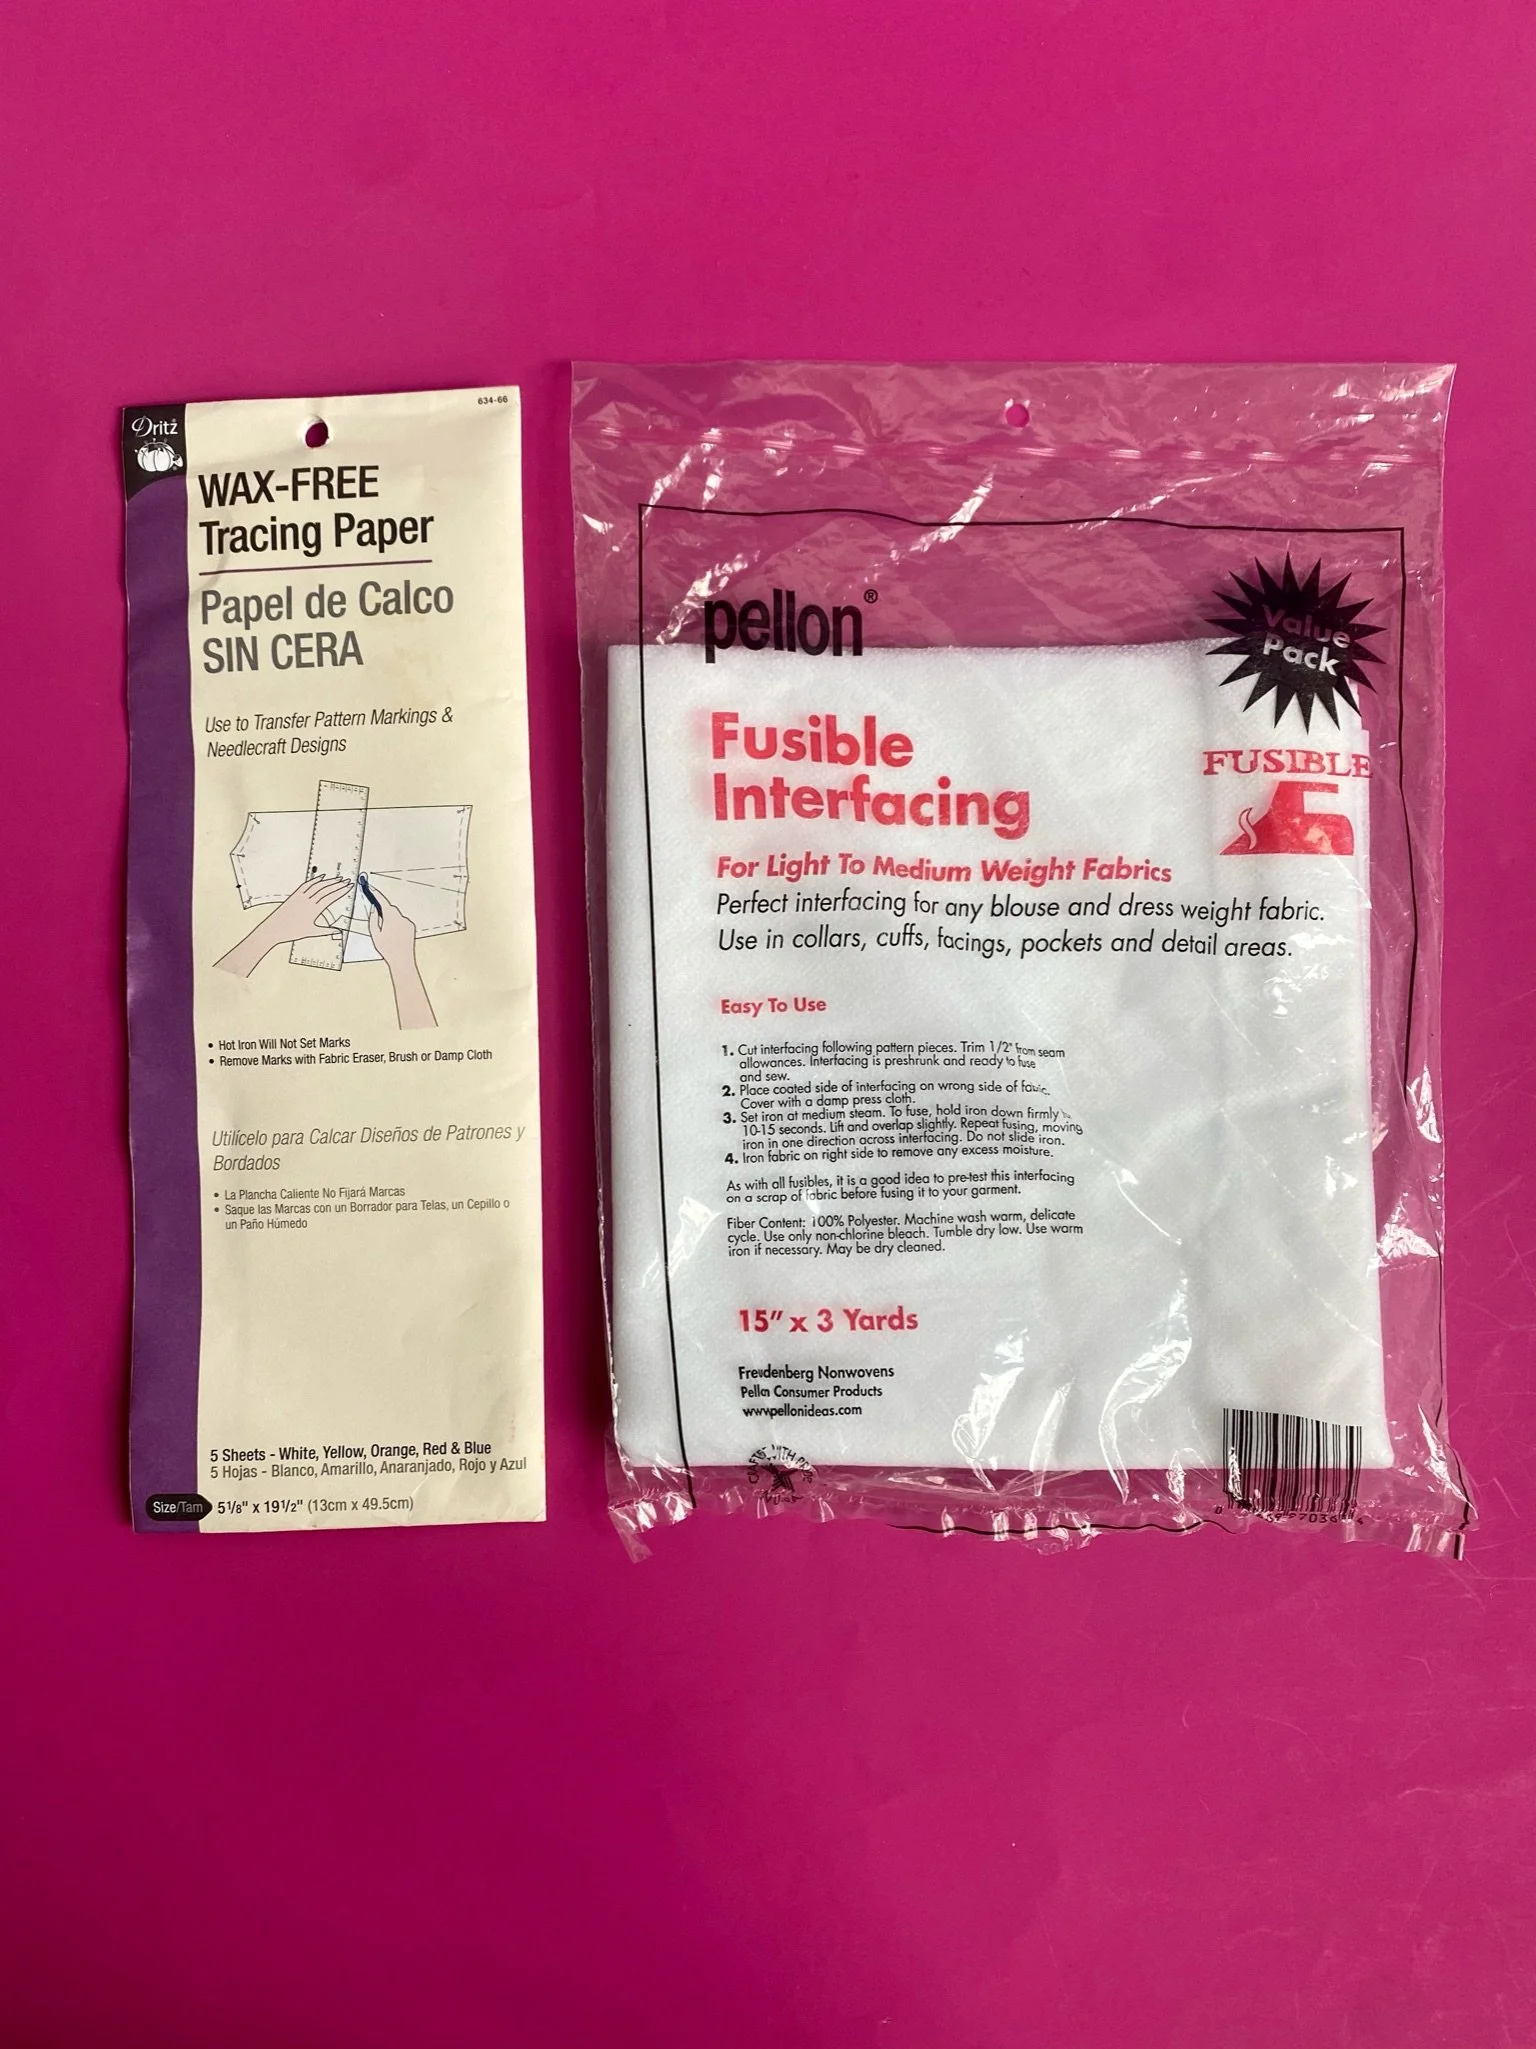 Dritz
634-66
WAX-FREE
Tracing Paper
Papel de Calco
SIN CERA
Use to Transfer Pattern Markings &
Needlecraft Designs
• Hot Iron Will Not Set Marks
• Remove Marks with Fabric Eraser, Brush or Damp Cloth
Utilícelo para Calcar Diseños de Patrones y
Bordados
• La Plancha Caliente No Fijará Marcas
• Saque las Marcas con un Borrador para Telas, un Cepillo o
un Paño Húmedo
5 Sheets - White, Yellow, Orange, Red & Blue
5 Hojas - Blanco, Amarillo, Anaranjado, Rojo y Azul
Size/Tam 5 1/8" x 19 1/2" (13cm x 49.5cm)
pellon®
Value
Pack
Fusible
Interfacing
FUSIBLE
For Light To Medium Weight Fabrics
Perfect interfacing for any blouse and dress weight fabric.
Use in collars, cuffs, facings, pockets and detail areas.
Easy To Use
1. Cut interfacing following pattern pieces. Trim 1/2" from seam
allowances. Interfacing is preshrunk and ready to fuse
and sew.
2. Place coated side of interfacing on wrong side of fabric.
Cover with a damp press cloth.
3. Set iron at medium steam. To fuse, hold iron down firmly
10-15 seconds. Lift and overlap slightly. Repeat fusing, moving
iron in one direction across interfacing. Do not slide iron.
4. Iron fabric on right side to remove any excess moisture.
As with all fusibles, it is a good idea to pre-test this interfacing
on a scrap of fabric before fusing it to your garment.
Fiber Content: 100% Polyester. Machine wash warm, delicate
cycle. Use only non-chlorine bleach. Tumble dry low. Use warm
iron if necessary. May be dry cleaned.
15" x 3 Yards
Freudenberg Nonwovens
Pellon Consumer Products
www.pellonideas.com
CRAFTED WITH PRIDE